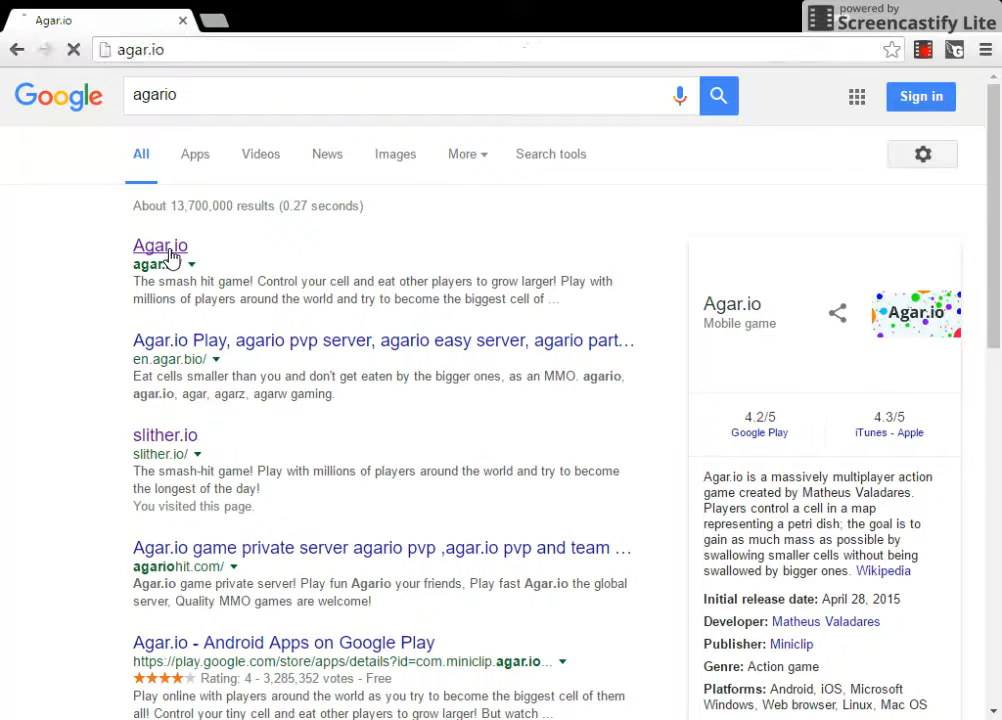 Agar.io
powered by
Screencastify Lite
agar.io
Google
agario
Sign in
All
Apps
Videos
News
Images
More
Search tools
About 13,700,000 results (0.27 seconds)
Agar.io
agar.
The smash hit game! Control your cell and eat other players to grow larger! Play with
millions of players around the world and try to become the biggest cell of ...
Agar.io Play, agario pvp server, agario easy server, agario part...
en.agar.bio/
Eat cells smaller than you and don't get eaten by the bigger ones, as an MMO. agario,
agar.io, agar, agarz, agarw gaming.
slither.io
slither.io/
The smash-hit game! Play with millions of players around the world and try to become
the longest of the day!
You visited this page.
Agar.io game private server agario pvp ,agar.io pvp and team ...
agariohit.com/
Agar.io game private server! Play fun Agario your friends, Play fast Agar.io the global
server, Quality MMO games are welcome!
Agar.io - Android Apps on Google Play
https://play.google.com/store/apps/details?id=com.miniclip.agar.io...
Rating: 4 - 3,285,352 votes - Free
Play online with players around the world as you try to become the biggest cell of them
all! Control your tiny cell and eat other players to grow larger! But watch ...
Agar.io
Mobile game
Agar.io
4.2/5
Google Play
4.3/5
iTunes - Apple
Agar.io is a massively multiplayer action
game created by Matheus Valadares.
Players control a cell in a map
representing a petri dish; the goal is to
gain as much mass as possible by
swallowing smaller cells without being
swallowed by bigger ones. Wikipedia
Initial release date: April 28, 2015
Developer: Matheus Valadares
Publisher: Miniclip
Genre: Action game
Platforms: Android, iOS, Microsoft
Windows, Web browser, Linux, Mac OS